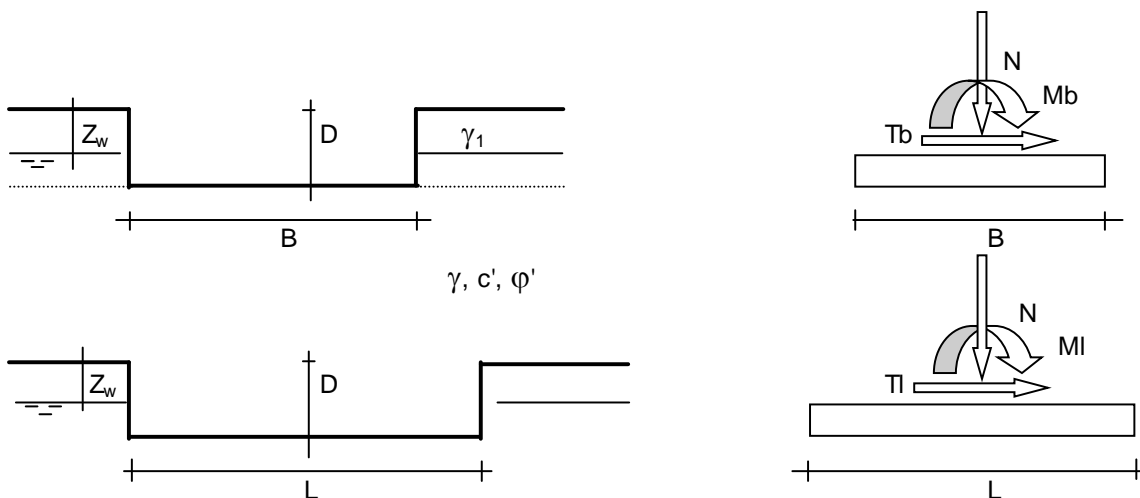 N
Z_w D γ₁ Tb Mb
B B
γ, c', φ'
N
Z_w D Tl Ml
L L